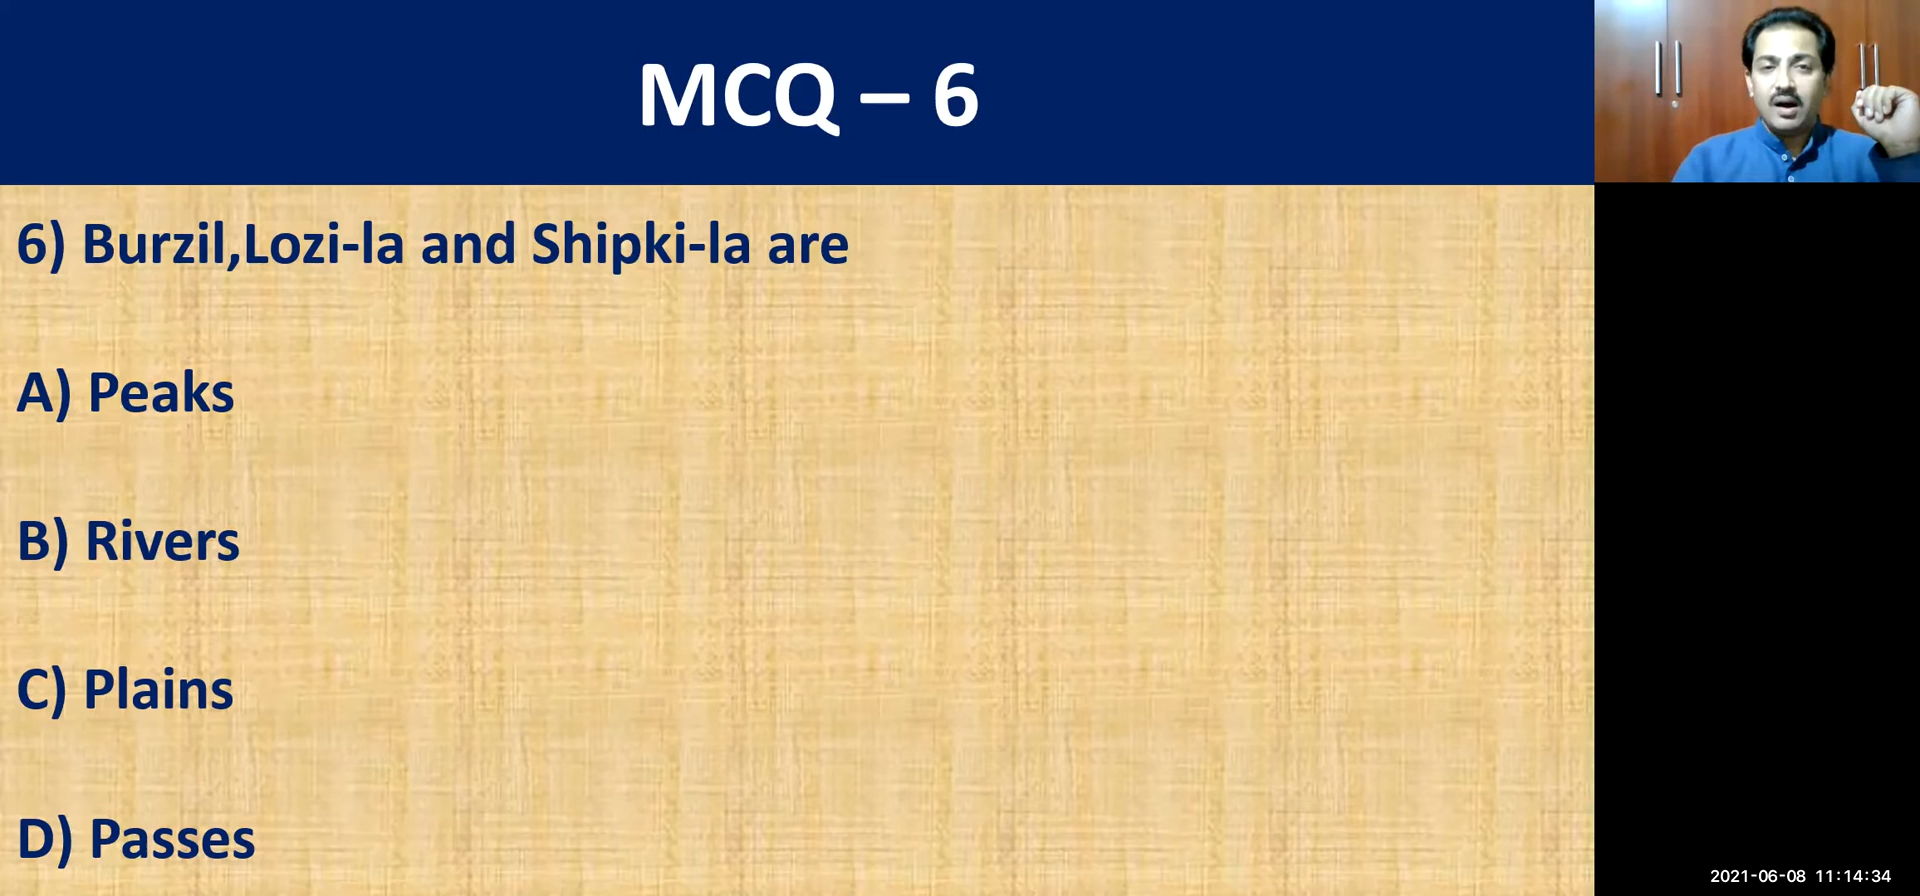 MCQ – 6
6) Burzil,Lozi-la and Shipki-la are
A) Peaks
B) Rivers
C) Plains
D) Passes
2021-06-08 11:14:34